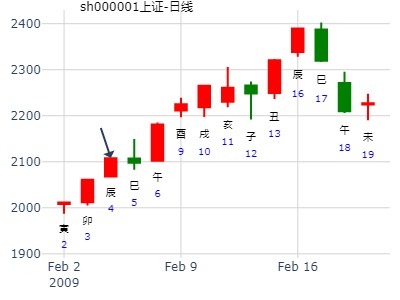 sh000001上证-日线
2400
2300
2200
2100
2000
1900
寅
2
卯
3
辰
4
巳
5
午
6
酉
9
戌
10
亥
11
子
12
丑
13
辰
16
巳
17
午
18
未
19
Feb 2
2009
Feb 9
Feb 16